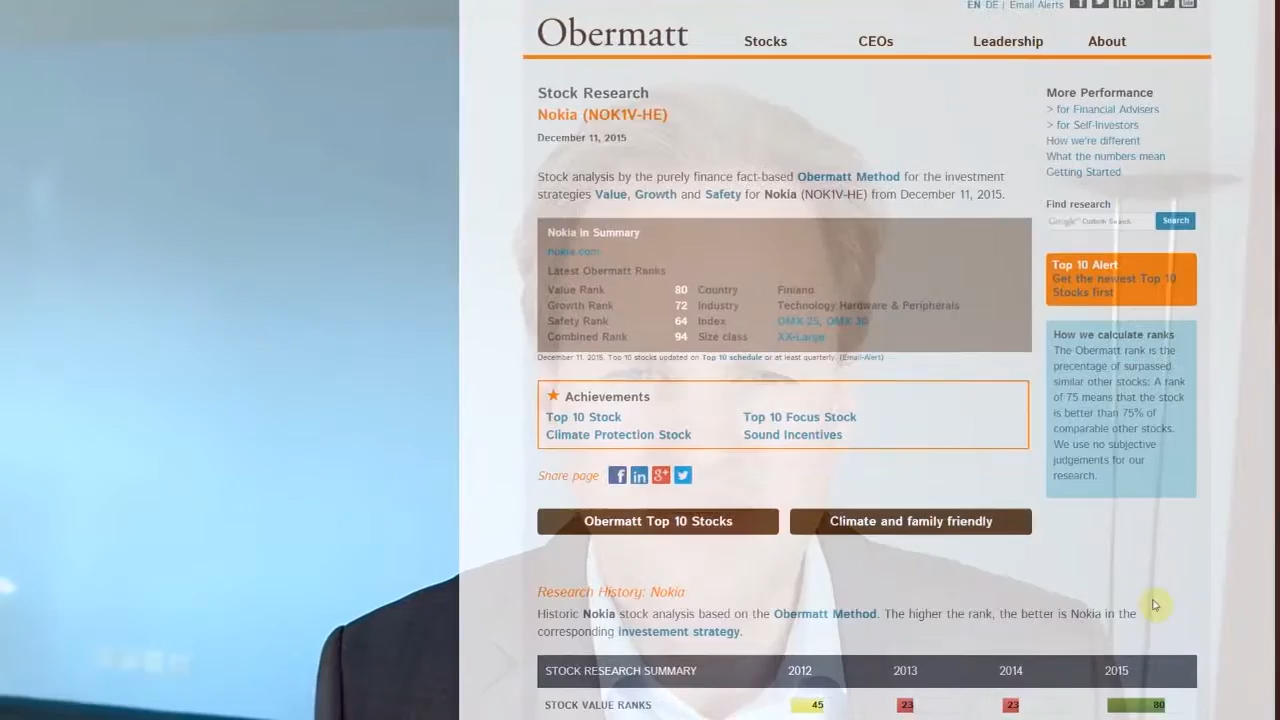 EN DE | Email Alerts
Obermatt
Stocks CEOs Leadership About
Stock Research
Nokia (NOK1V-HE)
December 11, 2015
Stock analysis by the purely finance fact-based Obermatt Method for the investment
strategies Value, Growth and Safety for Nokia (NOK1V-HE) from December 11, 2015.
Nokia in Summary
nokia.com
Latest Obermatt Ranks
Value Rank 80 Country Finland
Growth Rank 72 Industry Technology Hardware & Peripherals
Safety Rank 64 Index OMX 25, OMX 30
Combined Rank 94 Size class XX-Large
December 11, 2015. Top 10 stocks updated on Top 10 schedule or at least quarterly. (Email-Alert)
★ Achievements
Top 10 Stock Top 10 Focus Stock
Climate Protection Stock Sound Incentives
Share page f in g+
Obermatt Top 10 Stocks Climate and family friendly
Research History: Nokia
Historic Nokia stock analysis based on the Obermatt Method. The higher the rank, the better is Nokia in the
corresponding investement strategy.
STOCK RESEARCH SUMMARY 2012 2013 2014 2015
STOCK VALUE RANKS 45 23 23 80
More Performance
> for Financial Advisers
> for Self-Investors
How we're different
What the numbers mean
Getting Started
Find research
Google™ Custom Search Search
Top 10 Alert
Get the newest Top 10
Stocks first
How we calculate ranks
The Obermatt rank is the
precentage of surpassed
similar other stocks: A rank
of 75 means that the stock
is better than 75% of
comparable other stocks.
We use no subjective
judgements for our
research.